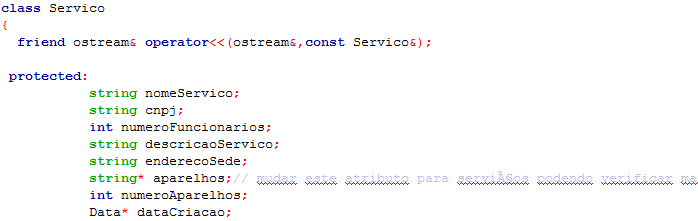 class Servico
{
friend ostream& operator<<(ostream&,const Servico&);
protected:
string nomeServico;
string cnpj;
int numeroFuncionarios;
string descricaoServico;
string enderecoSede;
string* aparelhos;// mudar este atributo para serviÃ§os podendo verificar ma
int numeroAparelhos;
Data* dataCriacao;